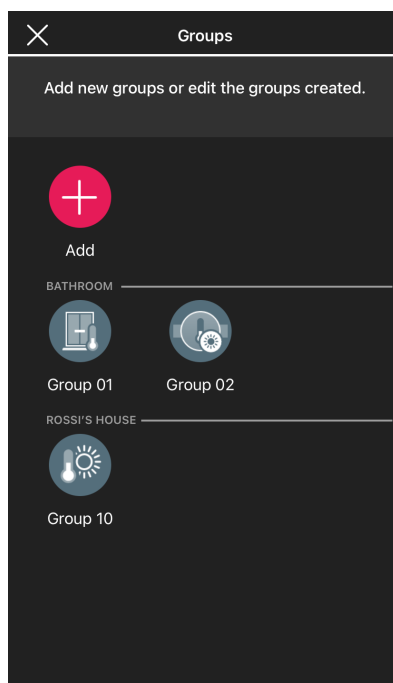 Groups
Add new groups or edit the groups created.
Add
BATHROOM
Group 01 Group 02
ROSSI'S HOUSE
Group 10